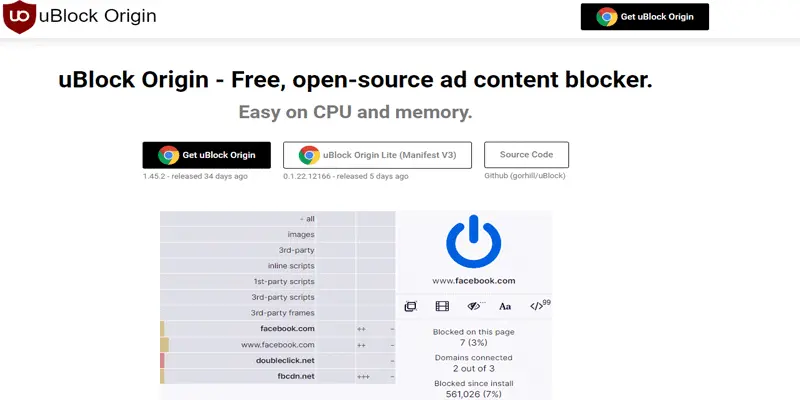 uBlock Origin
Get uBlock Origin
uBlock Origin - Free, open-source ad content blocker.
Easy on CPU and memory.
Get uBlock Origin
uBlock Origin Lite (Manifest V3)
Source Code
1.45.2 - released 34 days ago
0.1.22.12166 - released 5 days ago
Github (gorhill/uBlock)
- all
images
3rd-party
inline scripts
1st-party scripts
3rd-party scripts
3rd-party frames
facebook.com ++ -
www.facebook.com ++ -
doubleclick.net -
fbcdn.net +++ -
www.facebook.com
Aa
</>99
Blocked on this page
7 (3%)
Domains connected
2 out of 3
Blocked since install
561,026 (7%)